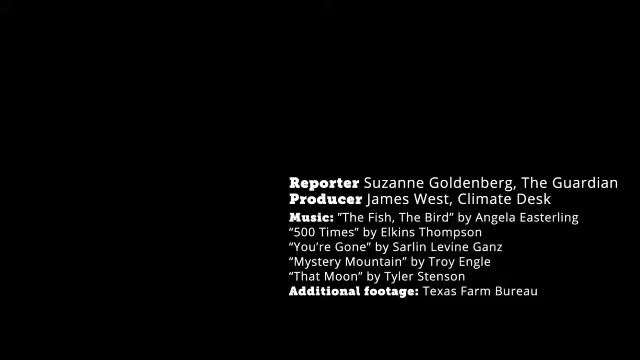 Reporter Suzanne Goldenberg, The Guardian
Producer James West, Climate Desk
Music: “The Fish, The Bird” by Angela Easterling
“500 Times” by Elkins Thompson
“You’re Gone” by Sarlin Levine Ganz
“Mystery Mountain” by Troy Engle
“That Moon” by Tyler Stenson
Additional footage: Texas Farm Bureau